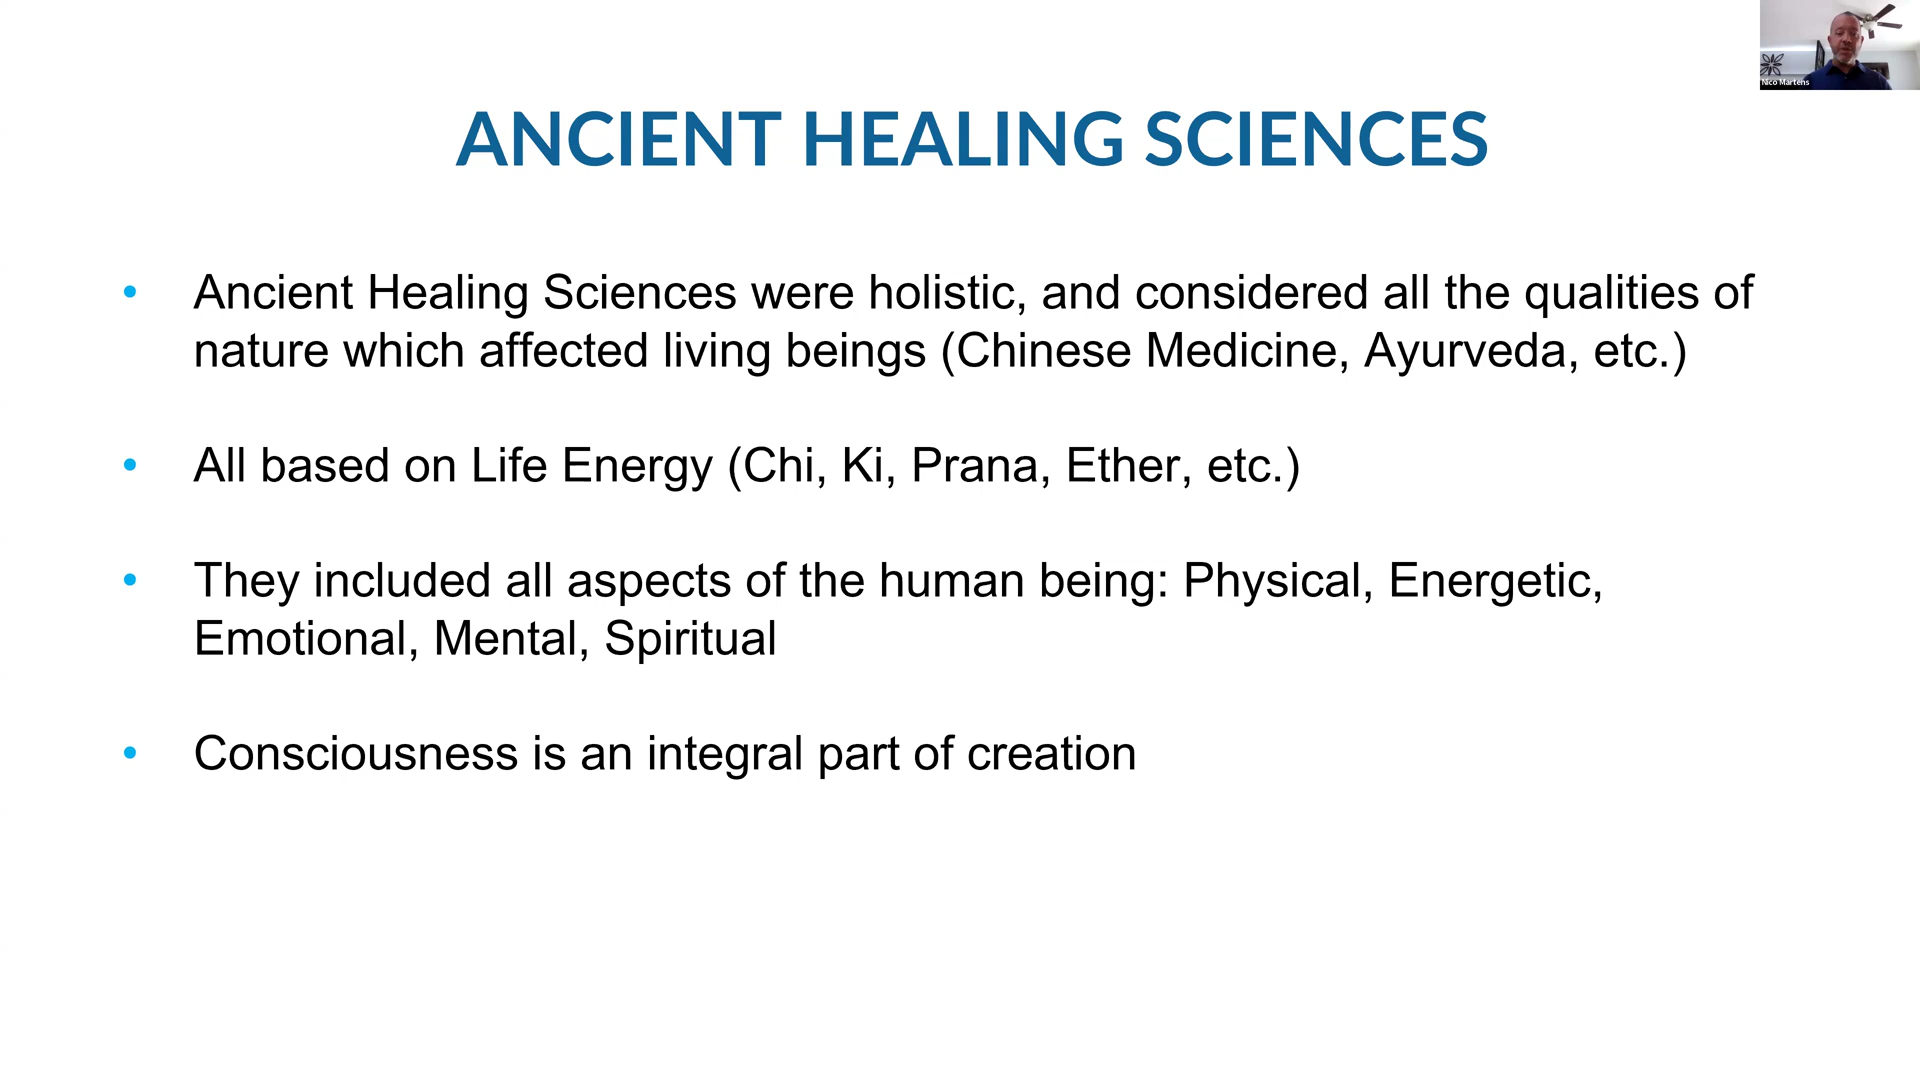 Nico Martens
ANCIENT HEALING SCIENCES
• Ancient Healing Sciences were holistic, and considered all the qualities of
nature which affected living beings (Chinese Medicine, Ayurveda, etc.)
• All based on Life Energy (Chi, Ki, Prana, Ether, etc.)
• They included all aspects of the human being: Physical, Energetic,
Emotional, Mental, Spiritual
• Consciousness is an integral part of creation